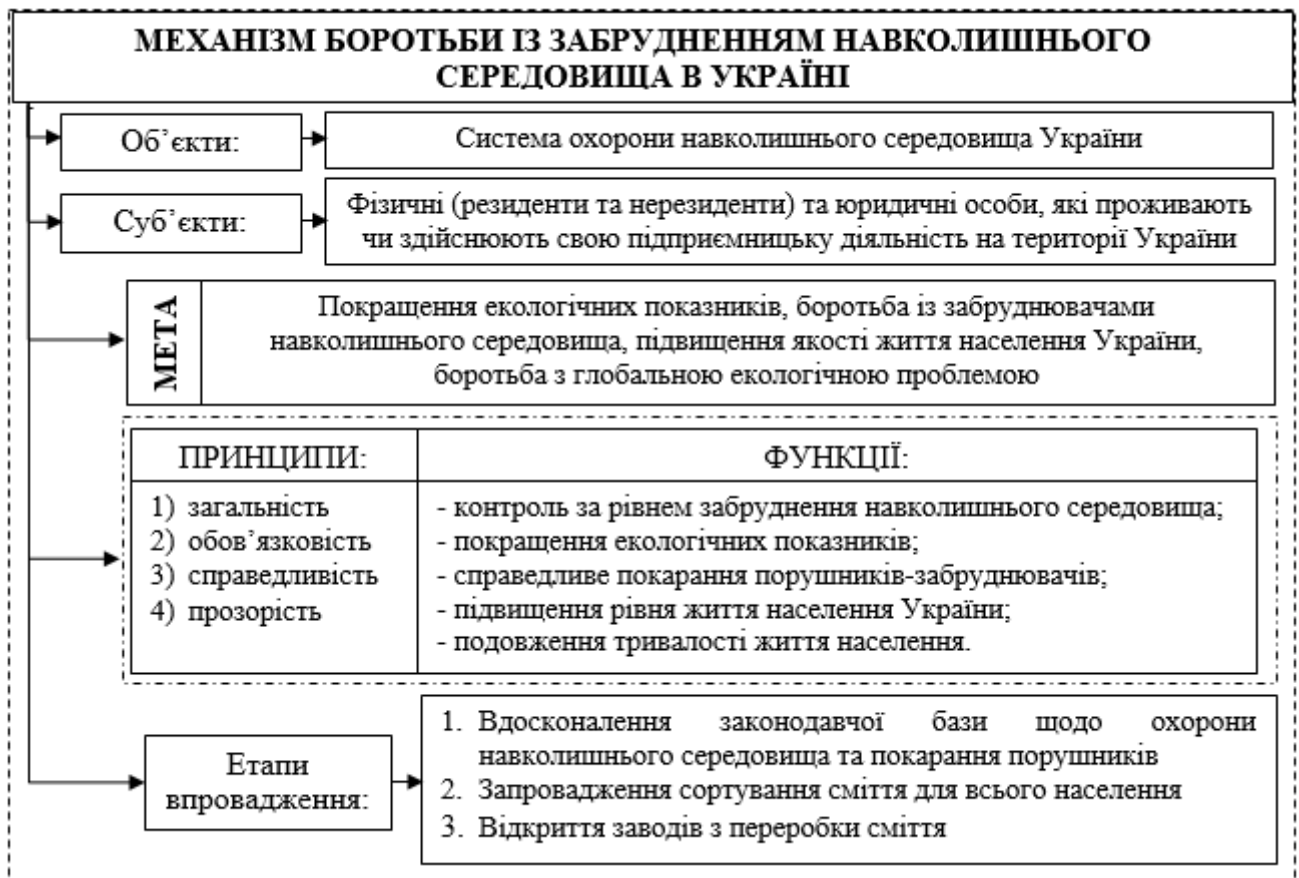 МЕХАНІЗМ БОРОТЬБИ ІЗ ЗАБРУДНЕННЯМ НАВКОЛИШНЬОГО
СЕРЕДОВИЩА В УКРАЇНІ
Об’єкти:
Система охорони навколишнього середовища України
Суб’єкти:
Фізичні (резиденти та нерезиденти) та юридичні особи, які проживають
чи здійснюють свою підприємницьку діяльність на території України
МЕТА
Покращення екологічних показників, боротьба із забруднювачами
навколишнього середовища, підвищення якості життя населення України,
боротьба з глобальною екологічною проблемою
ПРИНЦИПИ:
1) загальність
2) обов’язковість
3) справедливість
4) прозорість
ФУНКЦІЇ:
- контроль за рівнем забруднення навколишнього середовища;
- покращення екологічних показників;
- справедливе покарання порушників-забруднювачів;
- підвищення рівня життя населення України;
- подовження тривалості життя населення.
Етапи
впровадження:
1. Вдосконалення законодавчої бази щодо охорони
навколишнього середовища та покарання порушників
2. Запровадження сортування сміття для всього населення
3. Відкриття заводів з переробки сміття